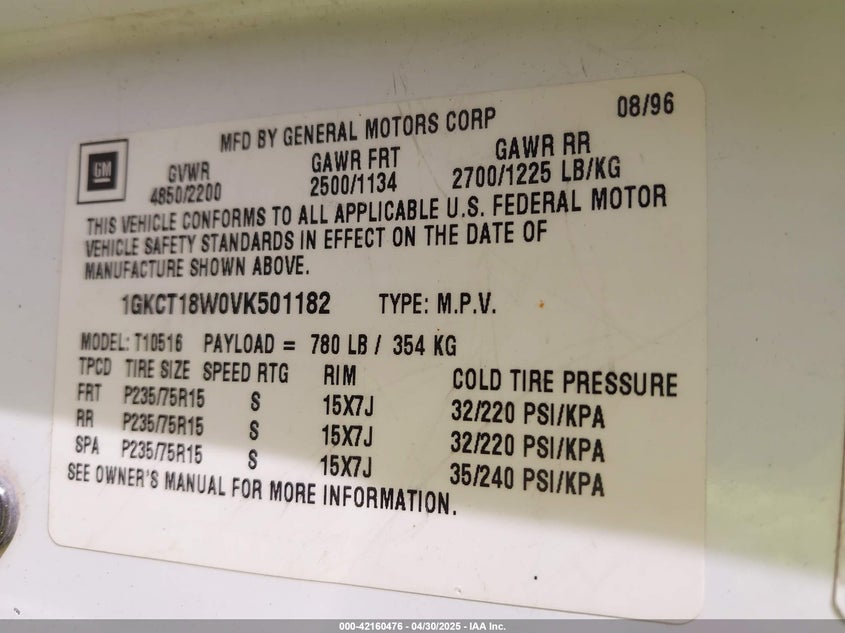 08/96
MFD BY GENERAL MOTORS CORP
GM
GVWR GAWR FRT GAWR RR
4850/2200 2500/1134 2700/1225 LB/KG
THIS VEHICLE CONFORMS TO ALL APPLICABLE U.S. FEDERAL MOTOR
VEHICLE SAFETY STANDARDS IN EFFECT ON THE DATE OF
MANUFACTURE SHOWN ABOVE.
1GKCT18W0VK501182 TYPE: M.P.V.
MODEL: T10516 PAYLOAD = 780 LB / 354 KG
TPCD TIRE SIZE SPEED RTG RIM COLD TIRE PRESSURE
FRT P235/75R15 S 15X7J 32/220 PSI/KPA
RR P235/75R15 S 15X7J 32/220 PSI/KPA
SPA P235/75R15 S 15X7J 35/240 PSI/KPA
SEE OWNER'S MANUAL FOR MORE INFORMATION.
000-42160476 - 04/30/2025 - IAA Inc.